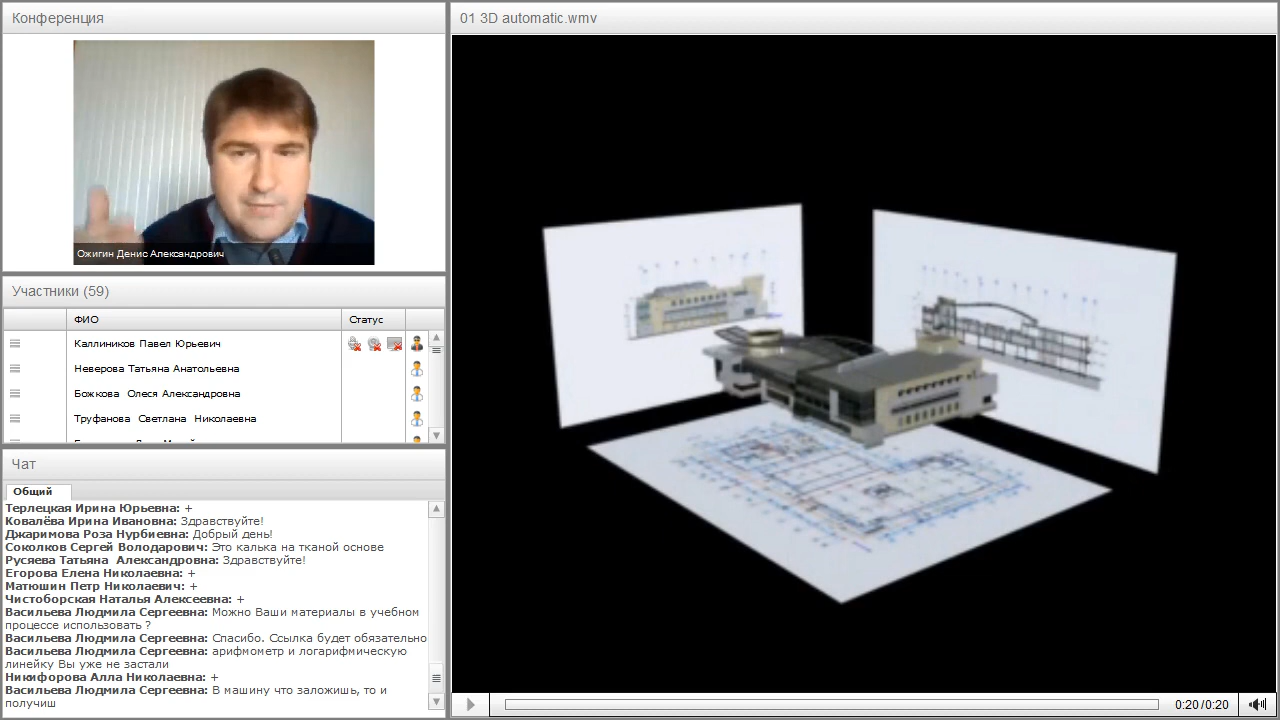 Конференция
Ожигин Денис Александрович
Участники (59)
ФИО
Статус
Каллиников Павел Юрьевич
Неверова Татьяна Анатольевна
Божкова Олеся Александровна
Труфанова Светлана Николаевна
Чат
Общий
Терлецкая Ирина Юрьевна: +
Ковалёва Ирина Ивановна: Здравствуйте!
Джаримова Роза Нурбиевна: Добрый день!
Соколков Сергей Володарович: Это калька на тканой основе
Русяева Татьяна Александровна: Здравствуйте!
Егорова Елена Николаевна: +
Матюшин Петр Николаевич: +
Чистоборская Наталья Алексеевна: +
Васильева Людмила Сергеевна: Можно Ваши материалы в учебном
процессе использовать ?
Васильева Людмила Сергеевна: Спасибо. Ссылка будет обязательно
Васильева Людмила Сергеевна: арифмометр и логарифмическую
линейку Вы уже не застали
Никифорова Алла Николаевна: +
Васильева Людмила Сергеевна: В машину что заложишь, то и
получиш
01 3D automatic.wmv
0:20/0:20